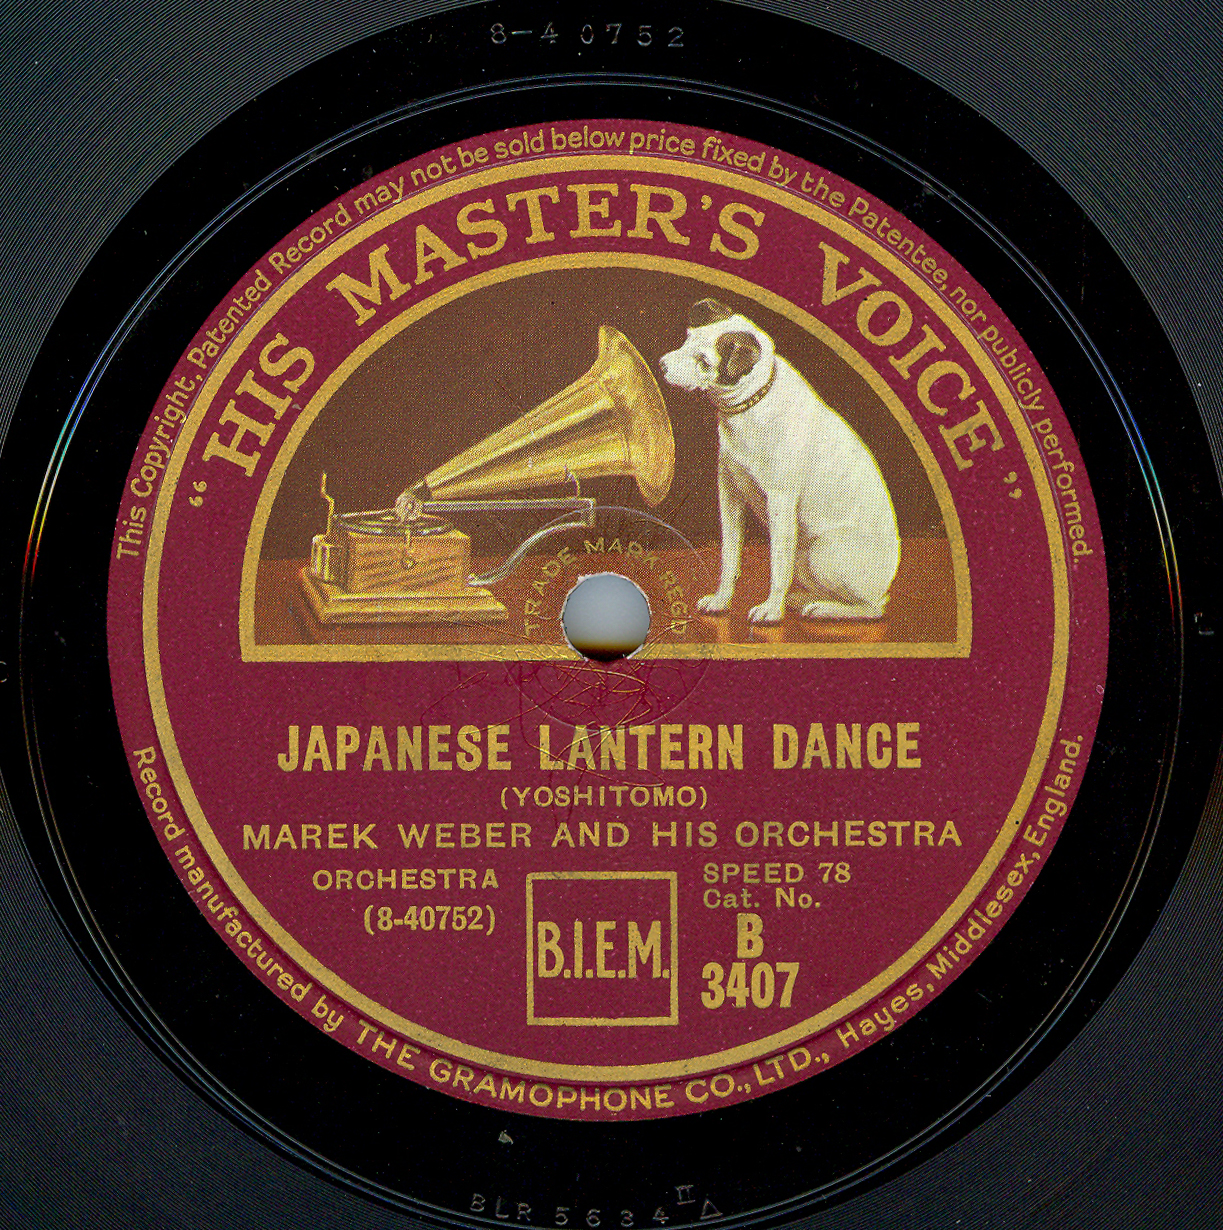 8-40752
This Copyright, Patented Record may not be sold below price fixed by the Patentee, nor publicly performed.
“HIS MASTER'S VOICE”
TRADE MARK REGD
JAPANESE LANTERN DANCE
(YOSHITOMO)
MAREK WEBER AND HIS ORCHESTRA
ORCHESTRA
(8-40752)
B.I.E.M.
SPEED 78
Cat. No.
B
3407
Record manufactured by THE GRAMOPHONE CO., LTD., Hayes, Middlesex, England.
BLR 5634 II Δ